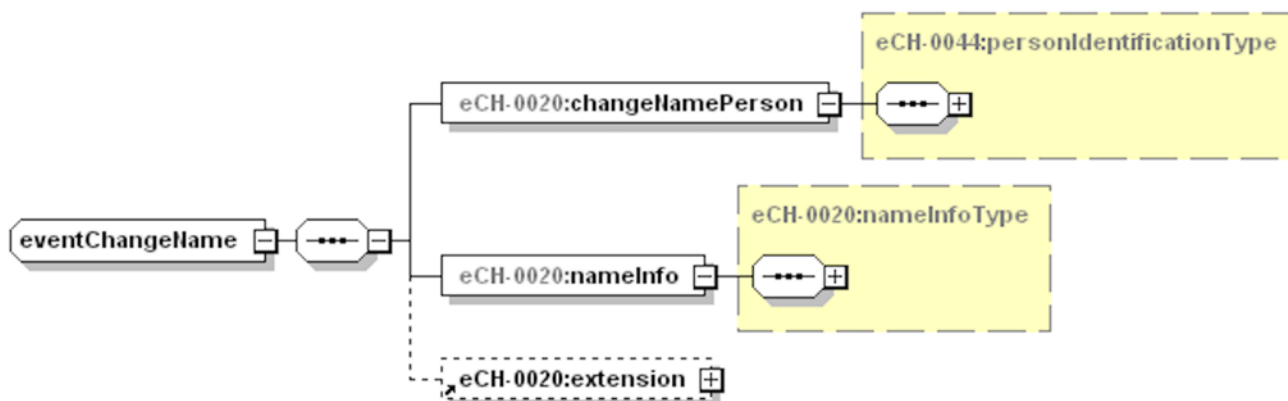 eCH-0044:personIdentificationType
eCH-0020:changeNamePerson
eCH-0020:nameInfoType
eventChangeName
eCH-0020:nameInfo
eCH-0020:extension